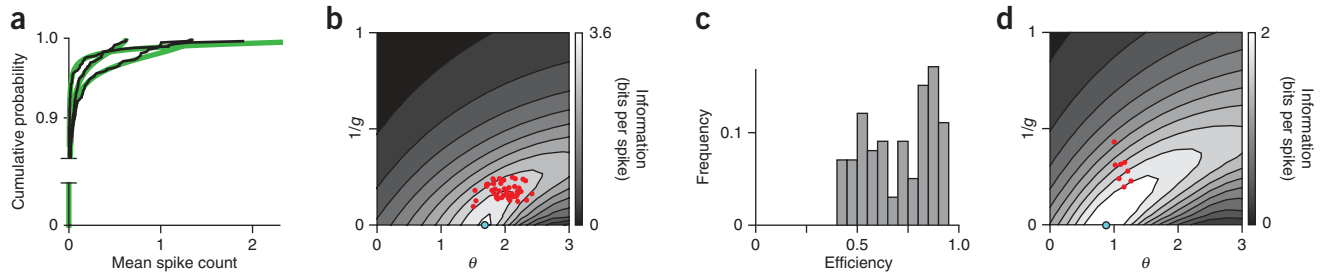 a
1.0
0.9
0
Cumulative probability
0
1
2
Mean spike count
b
1
1/g
0
0
1
2
3
θ
3.6
0
Information
(bits per spike)
c
Frequency
0.1
0
0
0.5
1.0
Efficiency
d
1
1/g
0
0
1
2
3
θ
2
0
Information
(bits per spike)